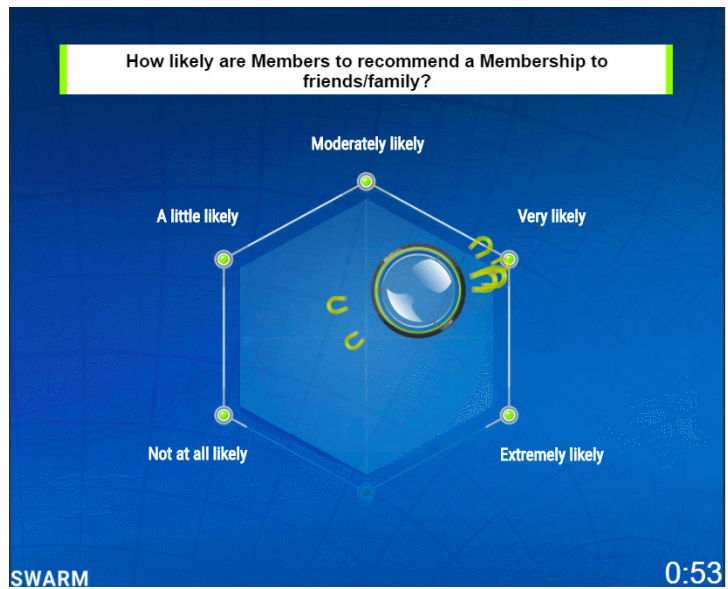 How likely are Members to recommend a Membership to
friends/family?
Moderately likely
A little likely
Very likely
Not at all likely
Extremely likely
SWARM
0:53